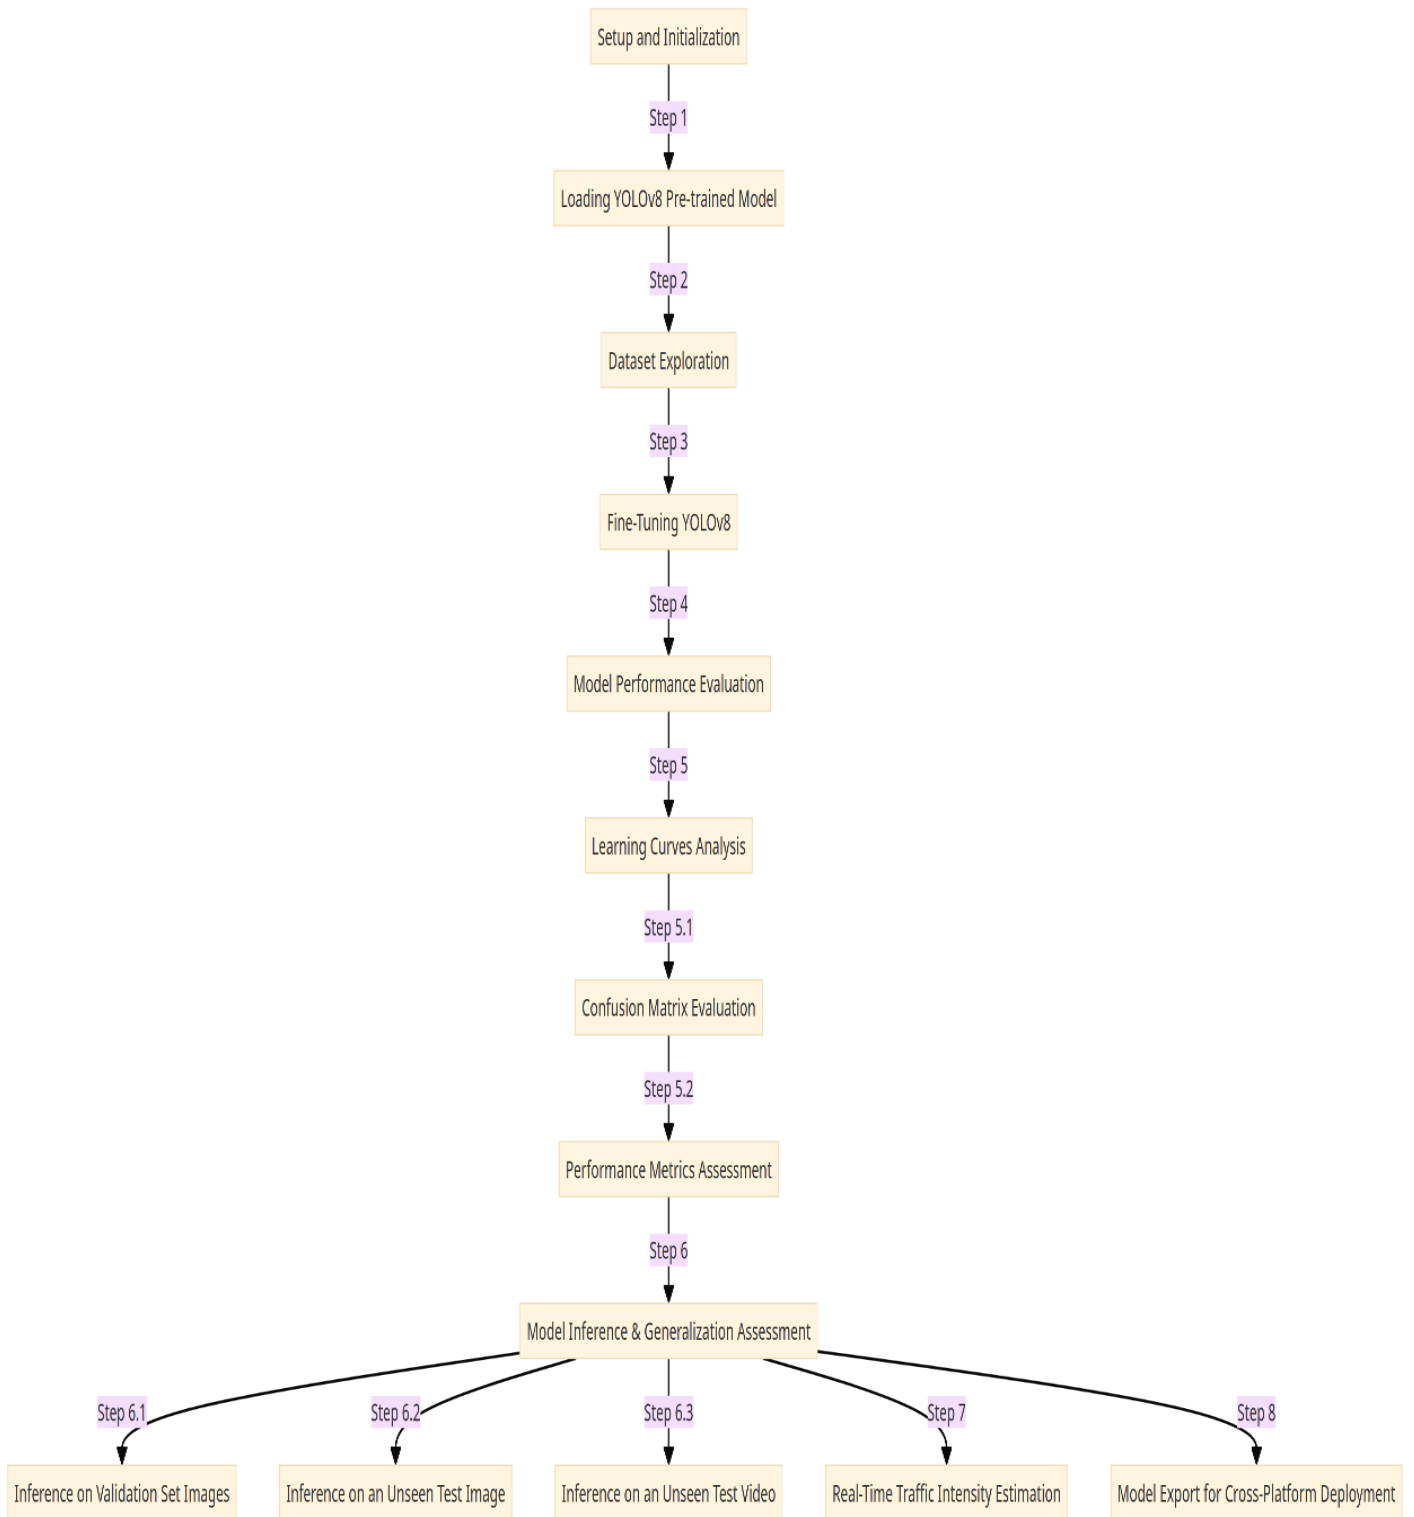 Setup and Initialization
Step 1
Loading YOLOv8 Pre-trained Model
Step 2
Dataset Exploration
Step 3
Fine-Tuning YOLOv8
Step 4
Model Performance Evaluation
Step 5
Learning Curves Analysis
Step 5.1
Confusion Matrix Evaluation
Step 5.2
Performance Metrics Assessment
Step 6
Model Inference & Generalization Assessment
Step 6.1
Step 6.2
Step 6.3
Step 7
Step 8
Inference on Validation Set Images
Inference on an Unseen Test Image
Inference on an Unseen Test Video
Real-Time Traffic Intensity Estimation
Model Export for Cross-Platform Deployment